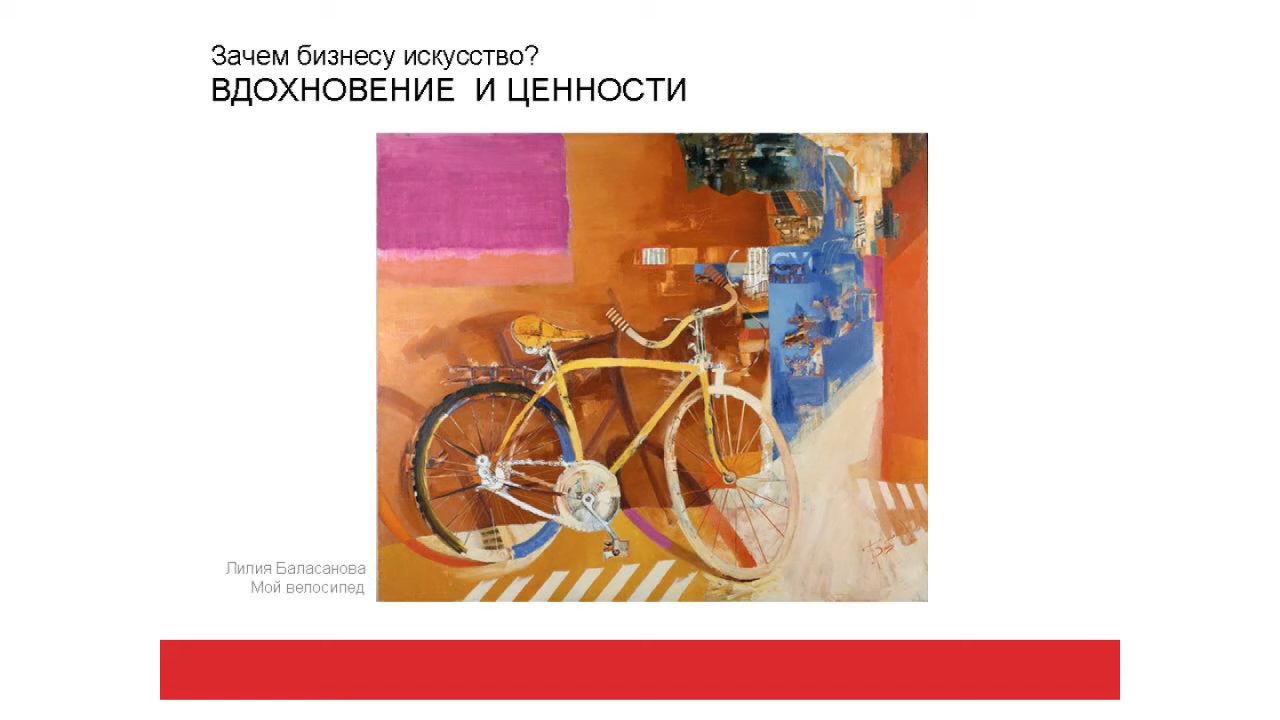 Зачем бизнесу искусство?
ВДОХНОВЕНИЕ И ЦЕННОСТИ
Лилия Баласанова
Мой велосипед